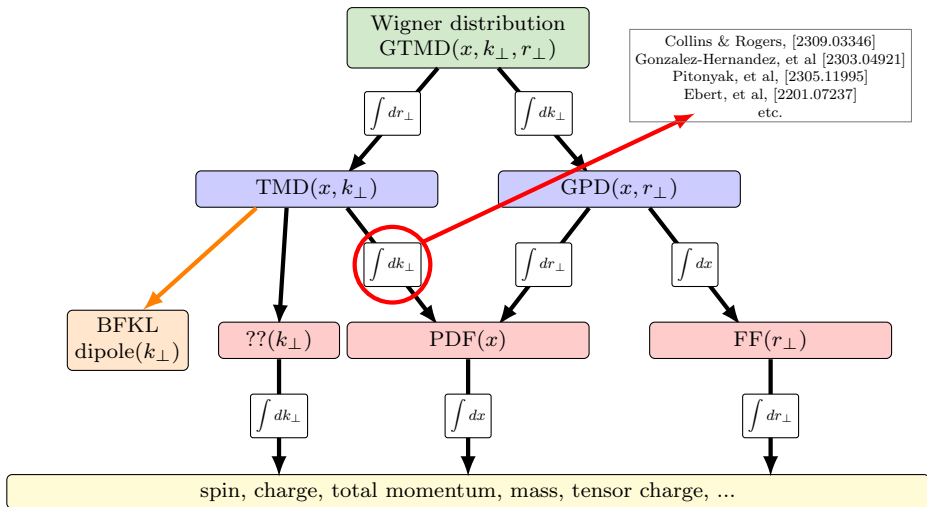 Wigner distribution
GTMD(x, k⊥, r⊥)
Collins & Rogers, [2309.03346]
Gonzalez-Hernandez, et al [2303.04921]
Pitonyak, et al, [2305.11995]
Ebert, et al, [2201.07237]
etc.
∫ dr⊥
∫ dk⊥
TMD(x, k⊥)
GPD(x, r⊥)
∫ dk⊥
∫ dr⊥
∫ dx
BFKL
dipole(k⊥)
??(k⊥)
PDF(x)
FF(r⊥)
∫ dk⊥
∫ dx
∫ dr⊥
spin, charge, total momentum, mass, tensor charge, ...